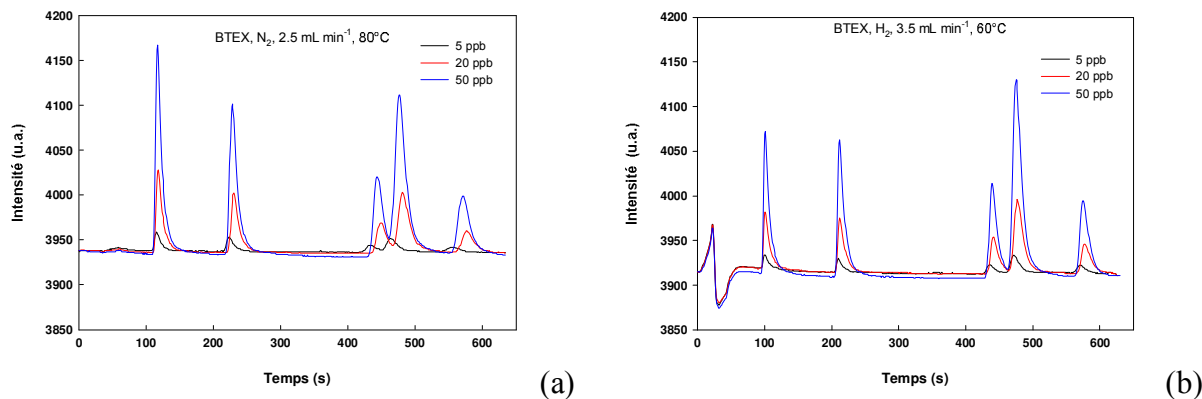 BTEX, N₂, 2.5 mL min⁻¹, 80°C
5 ppb
20 ppb
50 ppb
4200
4150
4100
4050
4000
3950
3900
3850
0
100
200
300
400
500
600
Intensité (u.a.)
Temps (s)
(a)
BTEX, H₂, 3.5 mL min⁻¹, 60°C
5 ppb
20 ppb
50 ppb
4200
4150
4100
4050
4000
3950
3900
3850
0
100
200
300
400
500
600
Intensité (u.a.)
Temps (s)
(b)